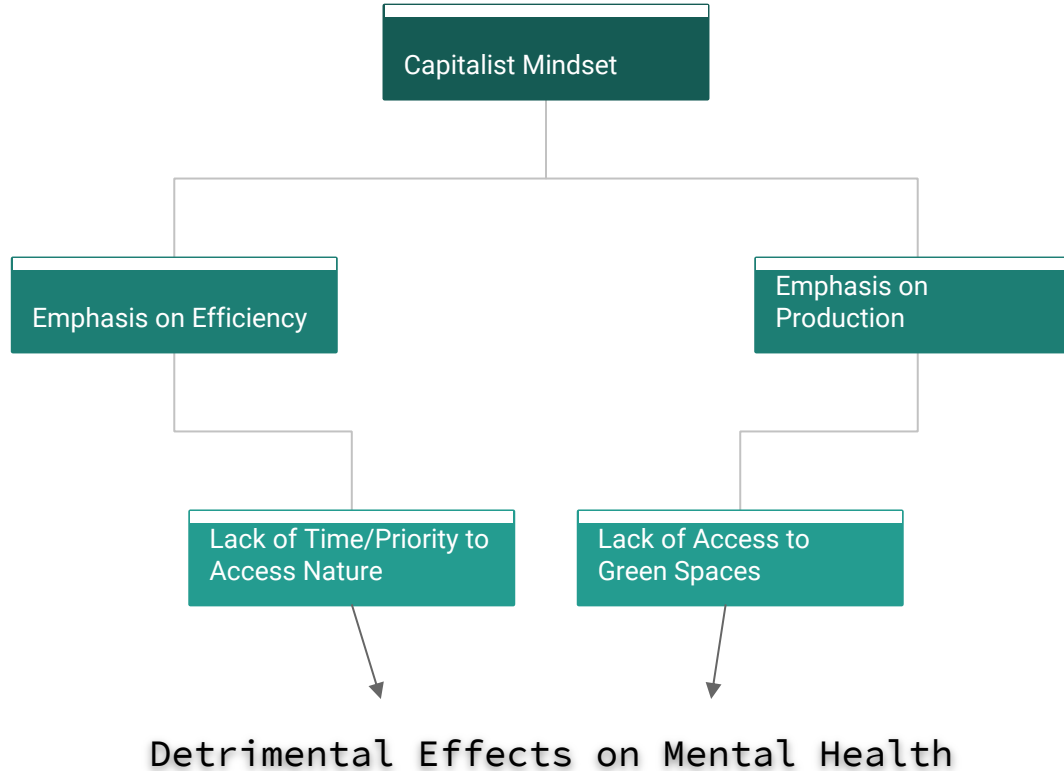 Capitalist Mindset
Emphasis on Efficiency
Emphasis on
Production
Lack of Time/Priority to
Access Nature
Lack of Access to
Green Spaces
Detrimental Effects on Mental Health